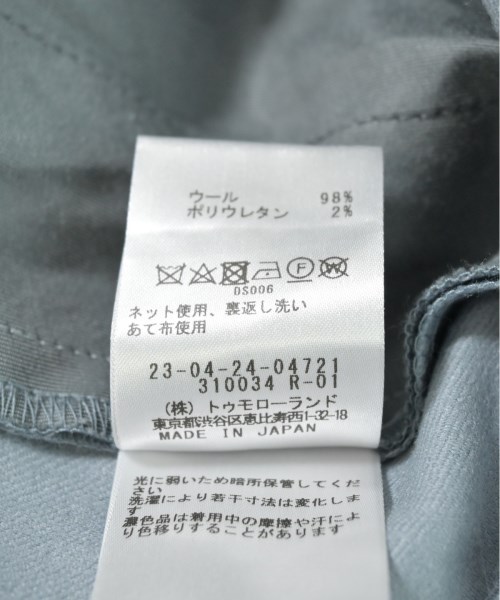 ウール 98%
ポリウレタン 2%
F
W
DS006
ネット使用、裏返し洗い
あて布使用
23-04-24-04721
310034 R-01
(株) トゥモローランド
東京都渋谷区恵比寿西1-32-18
MADE IN JAPAN
光に弱いため暗所保管してくだ
さい
洗濯により若干寸法は変化しま
す
濃色品は着用中の摩擦や汗によ
り色移りすることがあります